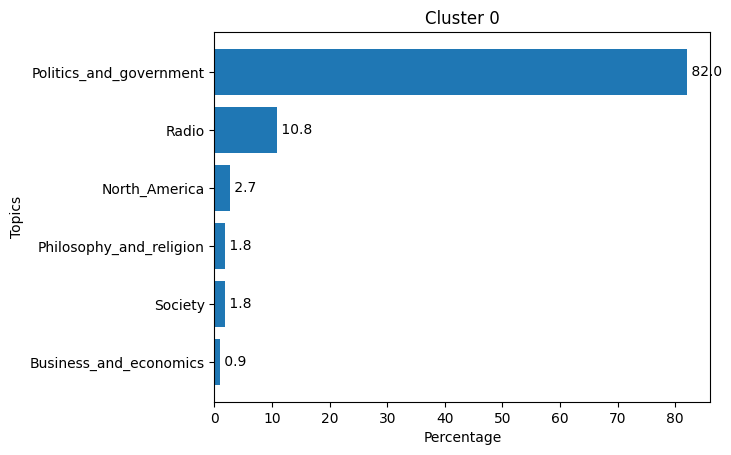 Cluster 0
Politics_and_government 82.0
Radio 10.8
North_America 2.7
Philosophy_and_religion 1.8
Society 1.8
Business_and_economics 0.9
Topics
0 10 20 30 40 50 60 70 80
Percentage